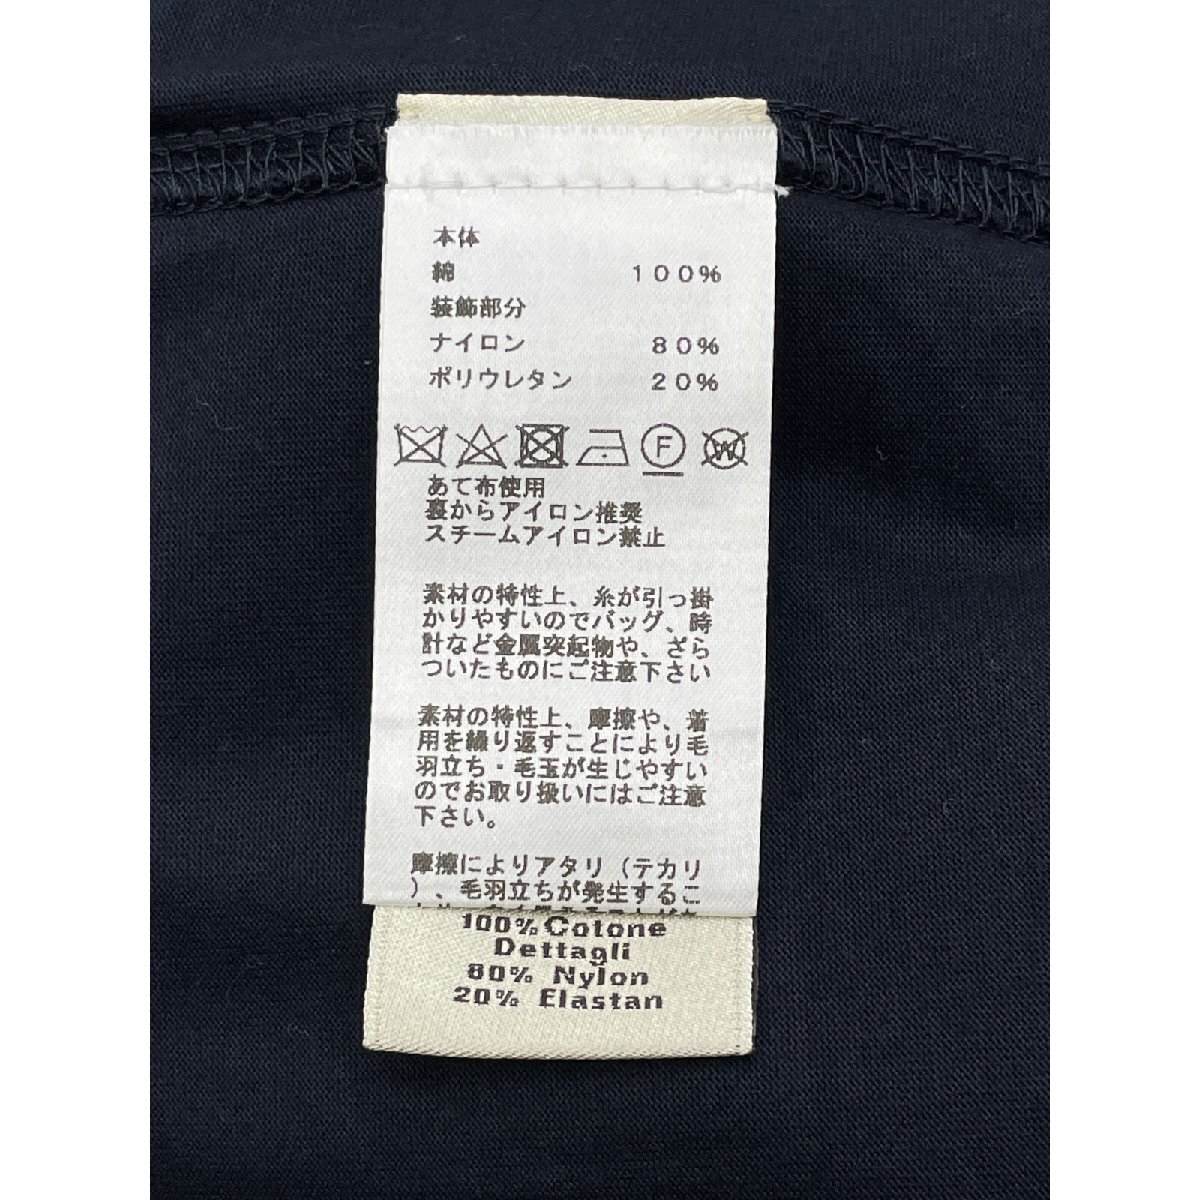 本体
綿 100%
装飾部分
ナイロン 80%
ポリウレタン 20%
F W
あて布使用
裏からアイロン推奨
スチームアイロン禁止
素材の特性上、糸が引っ掛
かりやすいのでバッグ、時
計など金属突起物や、ざら
ついたものにご注意下さい
素材の特性上、摩擦や、着
用を繰り返すことにより毛
羽立ち・毛玉が生じやすい
のでお取り扱いにはご注意
下さい。
摩擦によりアタリ(テカリ
)、毛羽立ちが発生するこ
100% Cotone
Dettagli
80% Nylon
20% Elastan